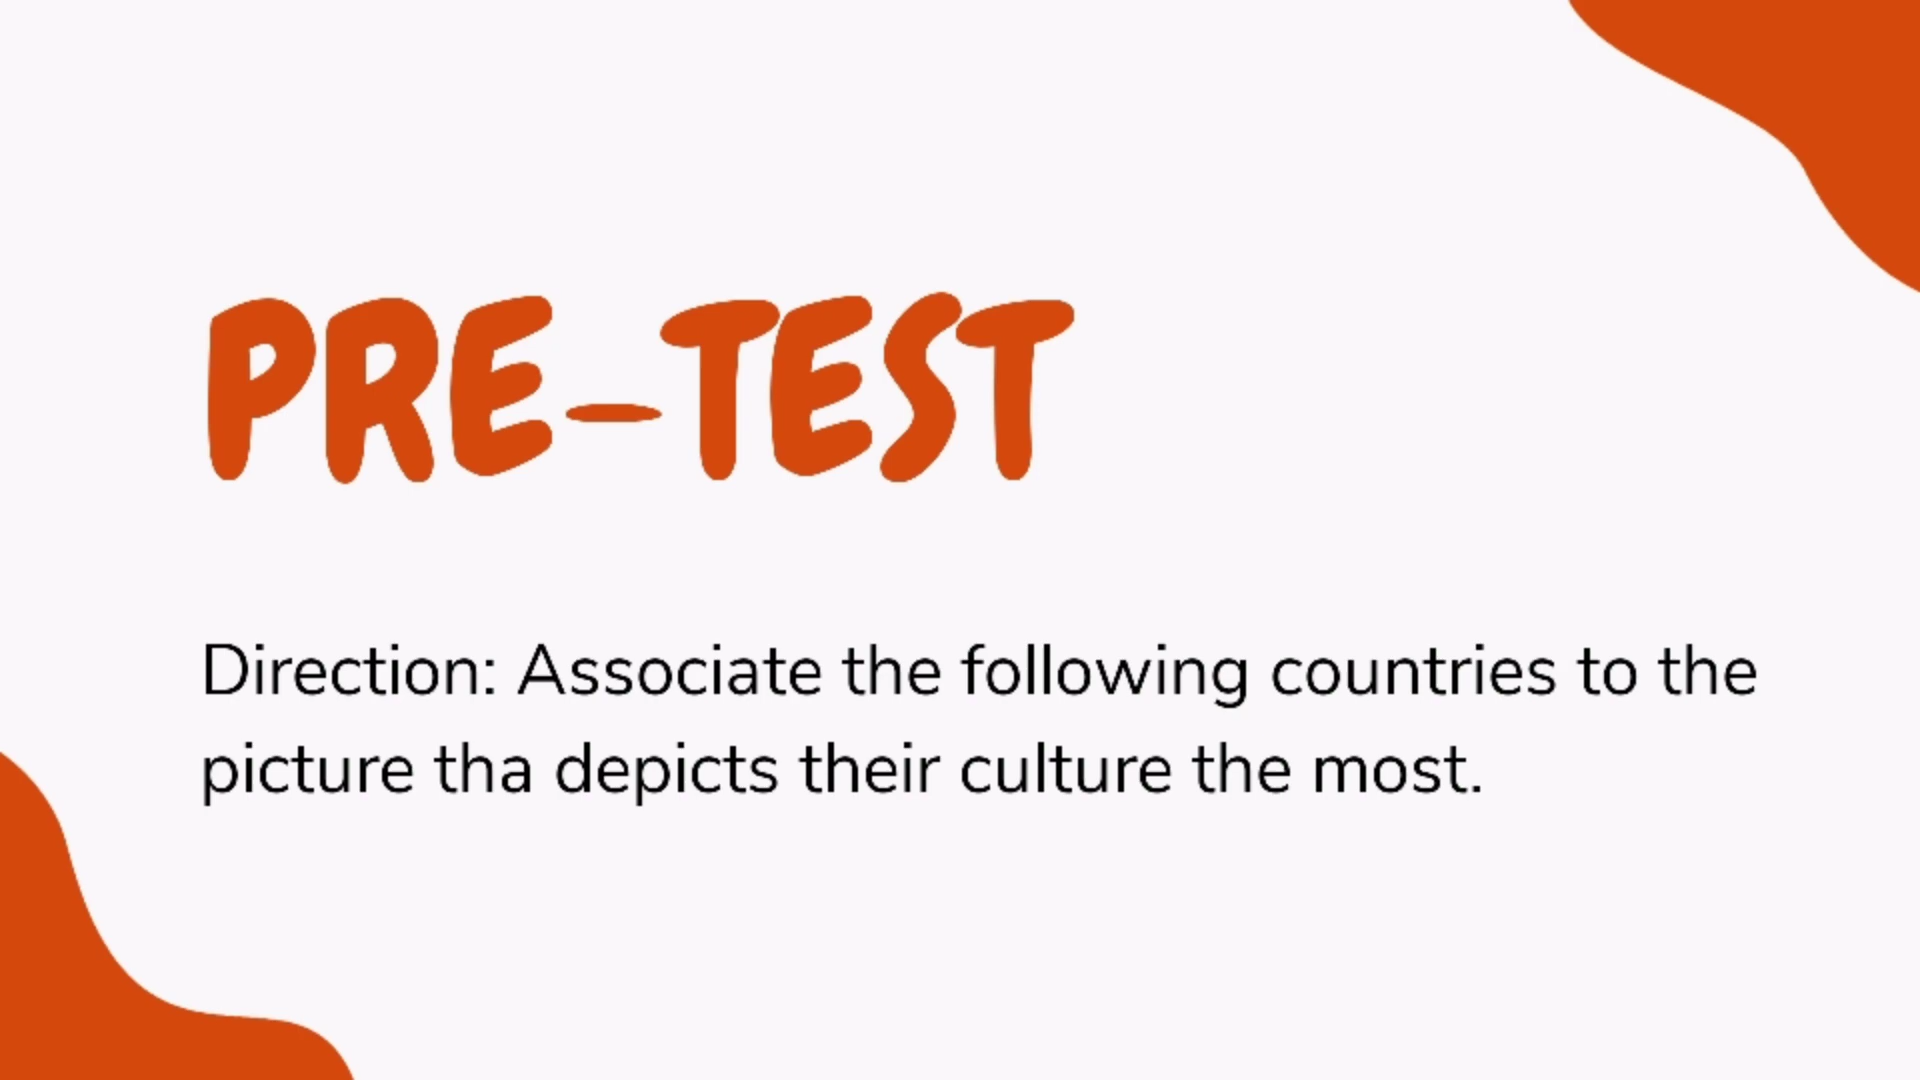 PRE-TEST
Direction: Associate the following countries to the
picture tha depicts their culture the most.